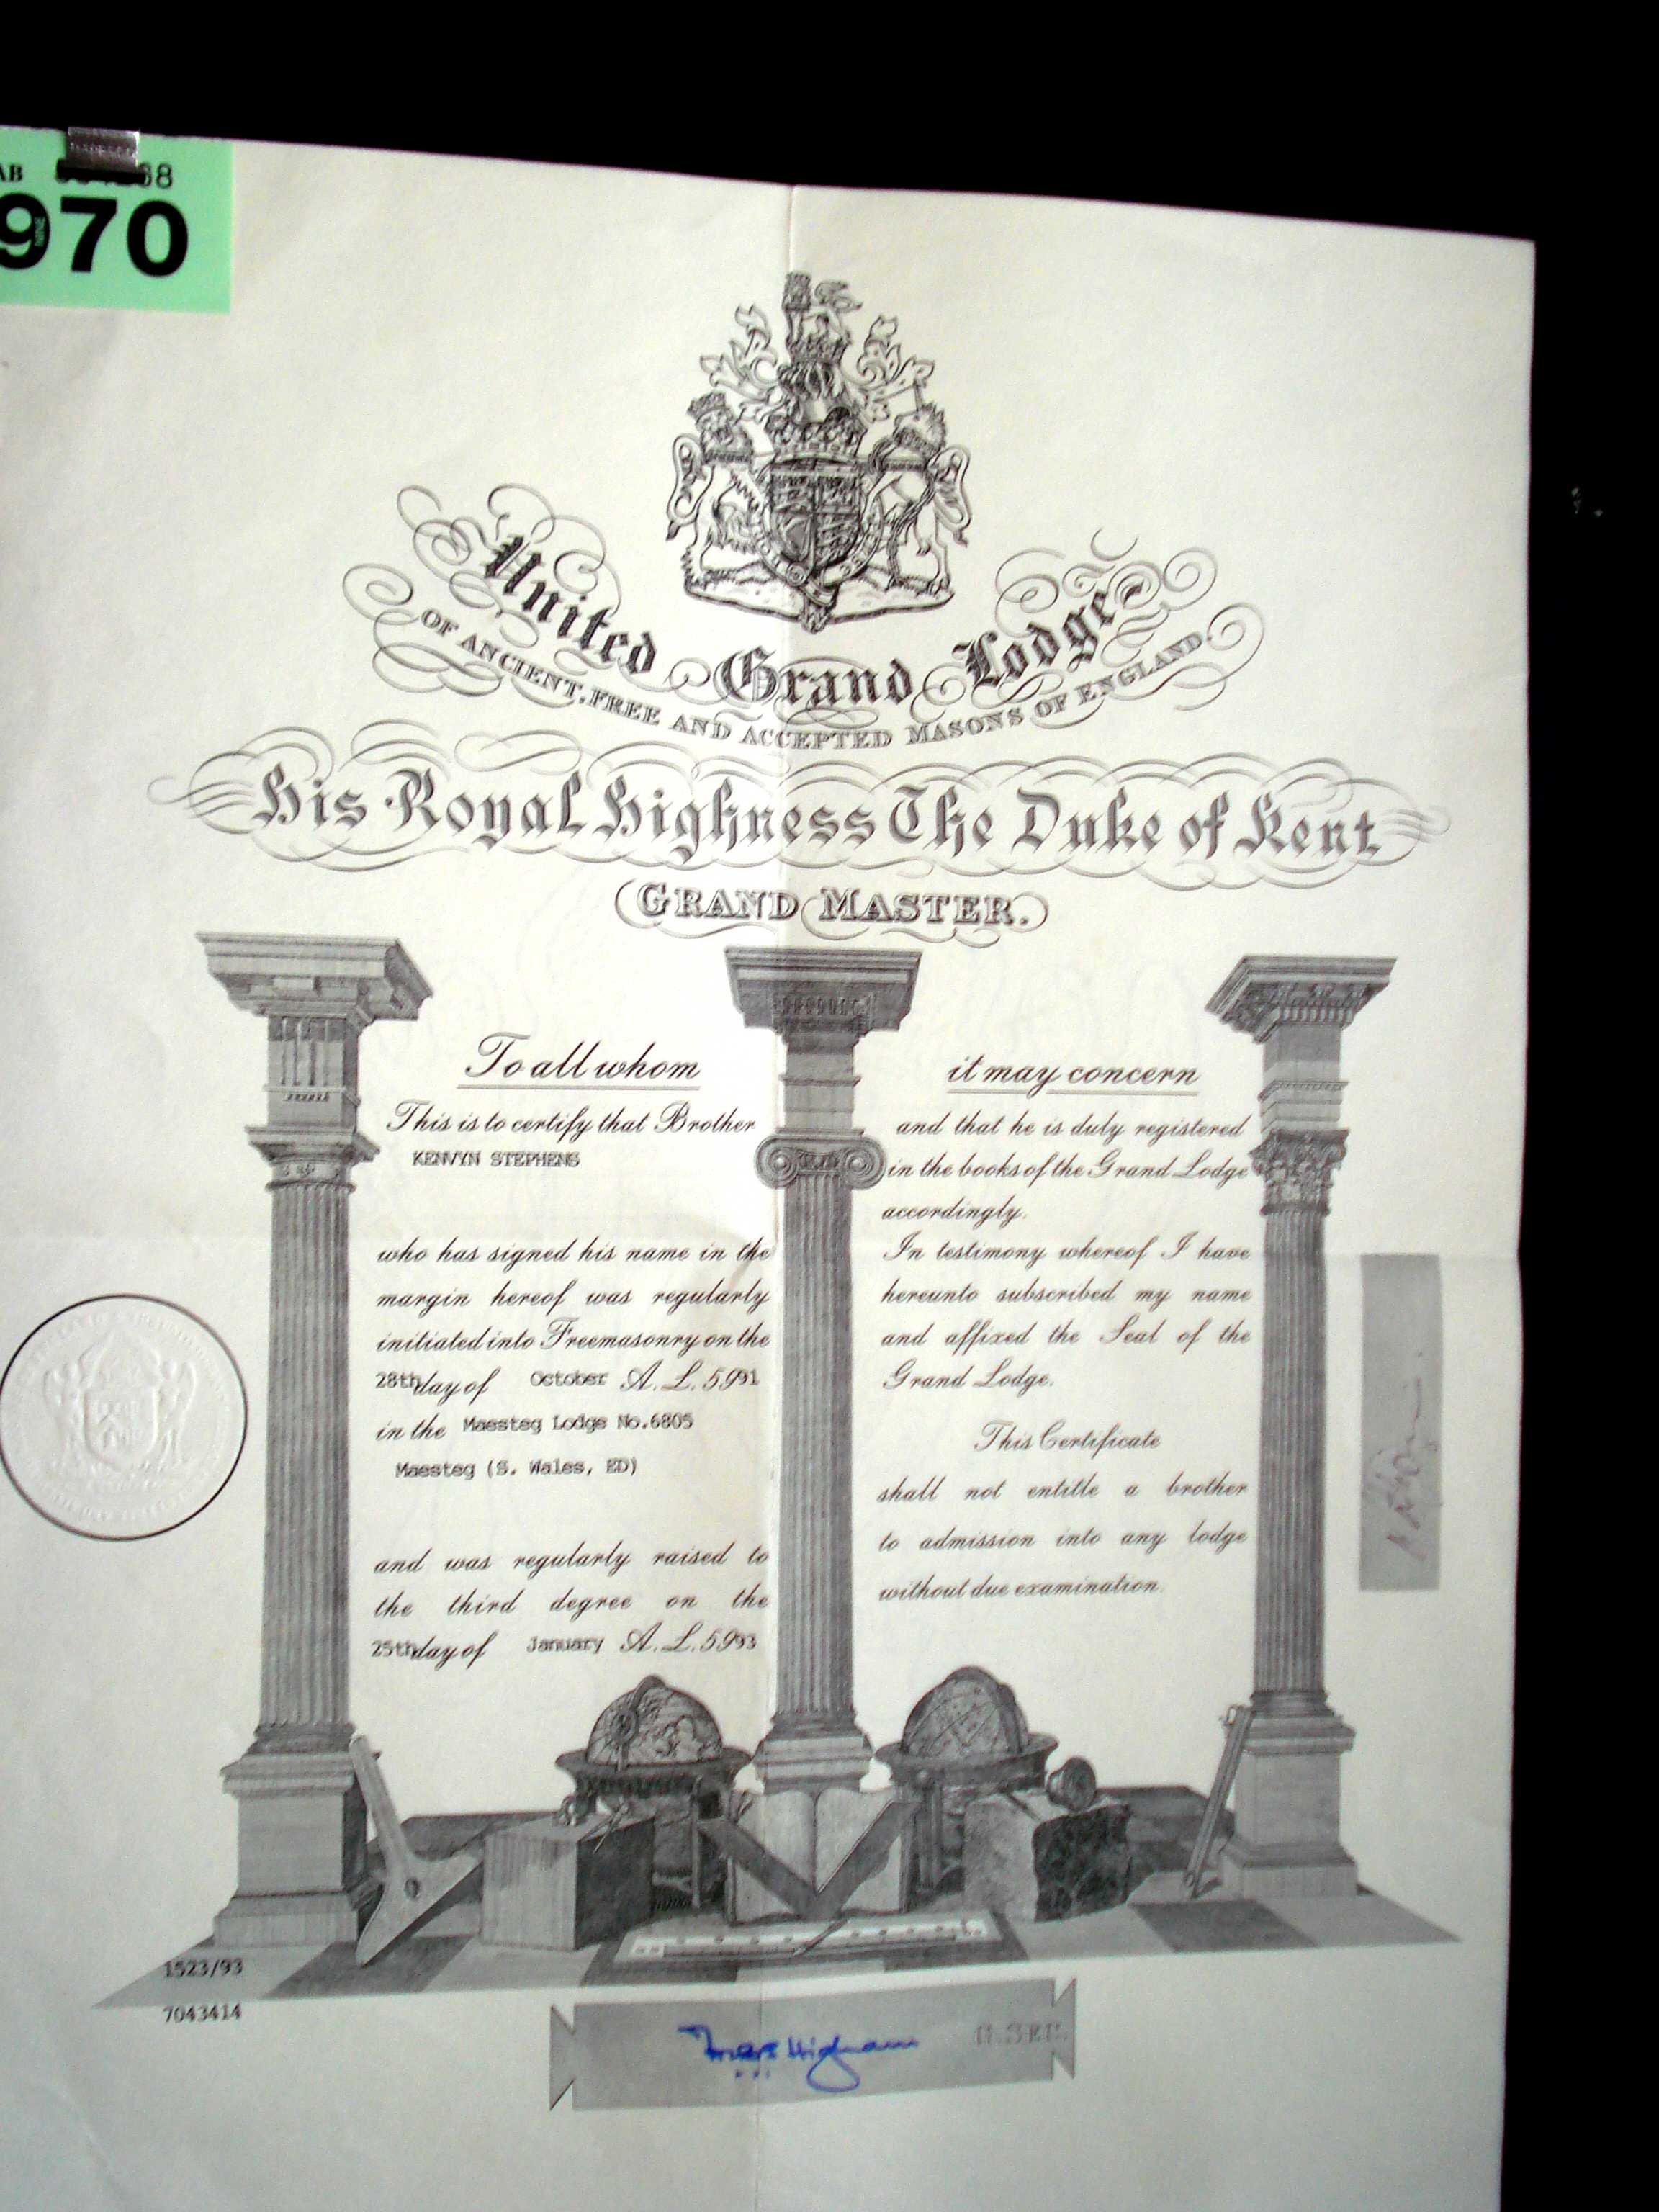 970
United Grand Lodge
OF ANCIENT, FREE AND ACCEPTED MASONS OF ENGLAND.
His Royal Highness The Duke of Kent
GRAND MASTER.
To all whom
This is to certify that Brother
KENVYN STEPHENS
who has signed his name in the
margin hereof was regularly
initiated into Freemasonry on the
28th day of October A.L.5991
in the Maesteg Lodge No.6805
Maesteg (S. Wales, ED)
and was regularly raised to
the third degree on the
25th day of January A.L.5993
it may concern
and that he is duly registered
in the books of the Grand Lodge
accordingly.
In testimony whereof I have
hereunto subscribed my name
and affixed the Seal of the
Grand Lodge.
This Certificate
shall not entitle a brother
to admission into any lodge
without due examination.
1523/93
7043414
Higham G.SEC.